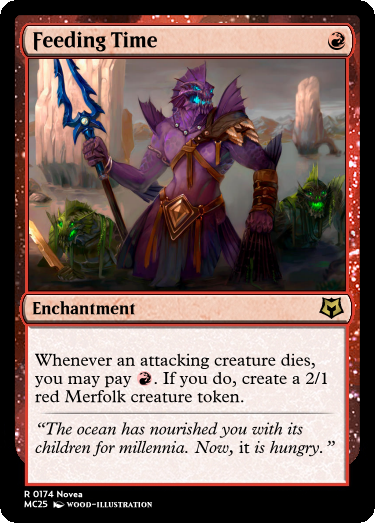 Feeding Time
Enchantment
Whenever an attacking creature dies,
you may pay . If you do, create a 2/1
red Merfolk creature token.
“The ocean has nourished you with its
children for millennia. Now, it is hungry.”
R 0174 Novea
MC25 WOOD-ILLUSTRATION